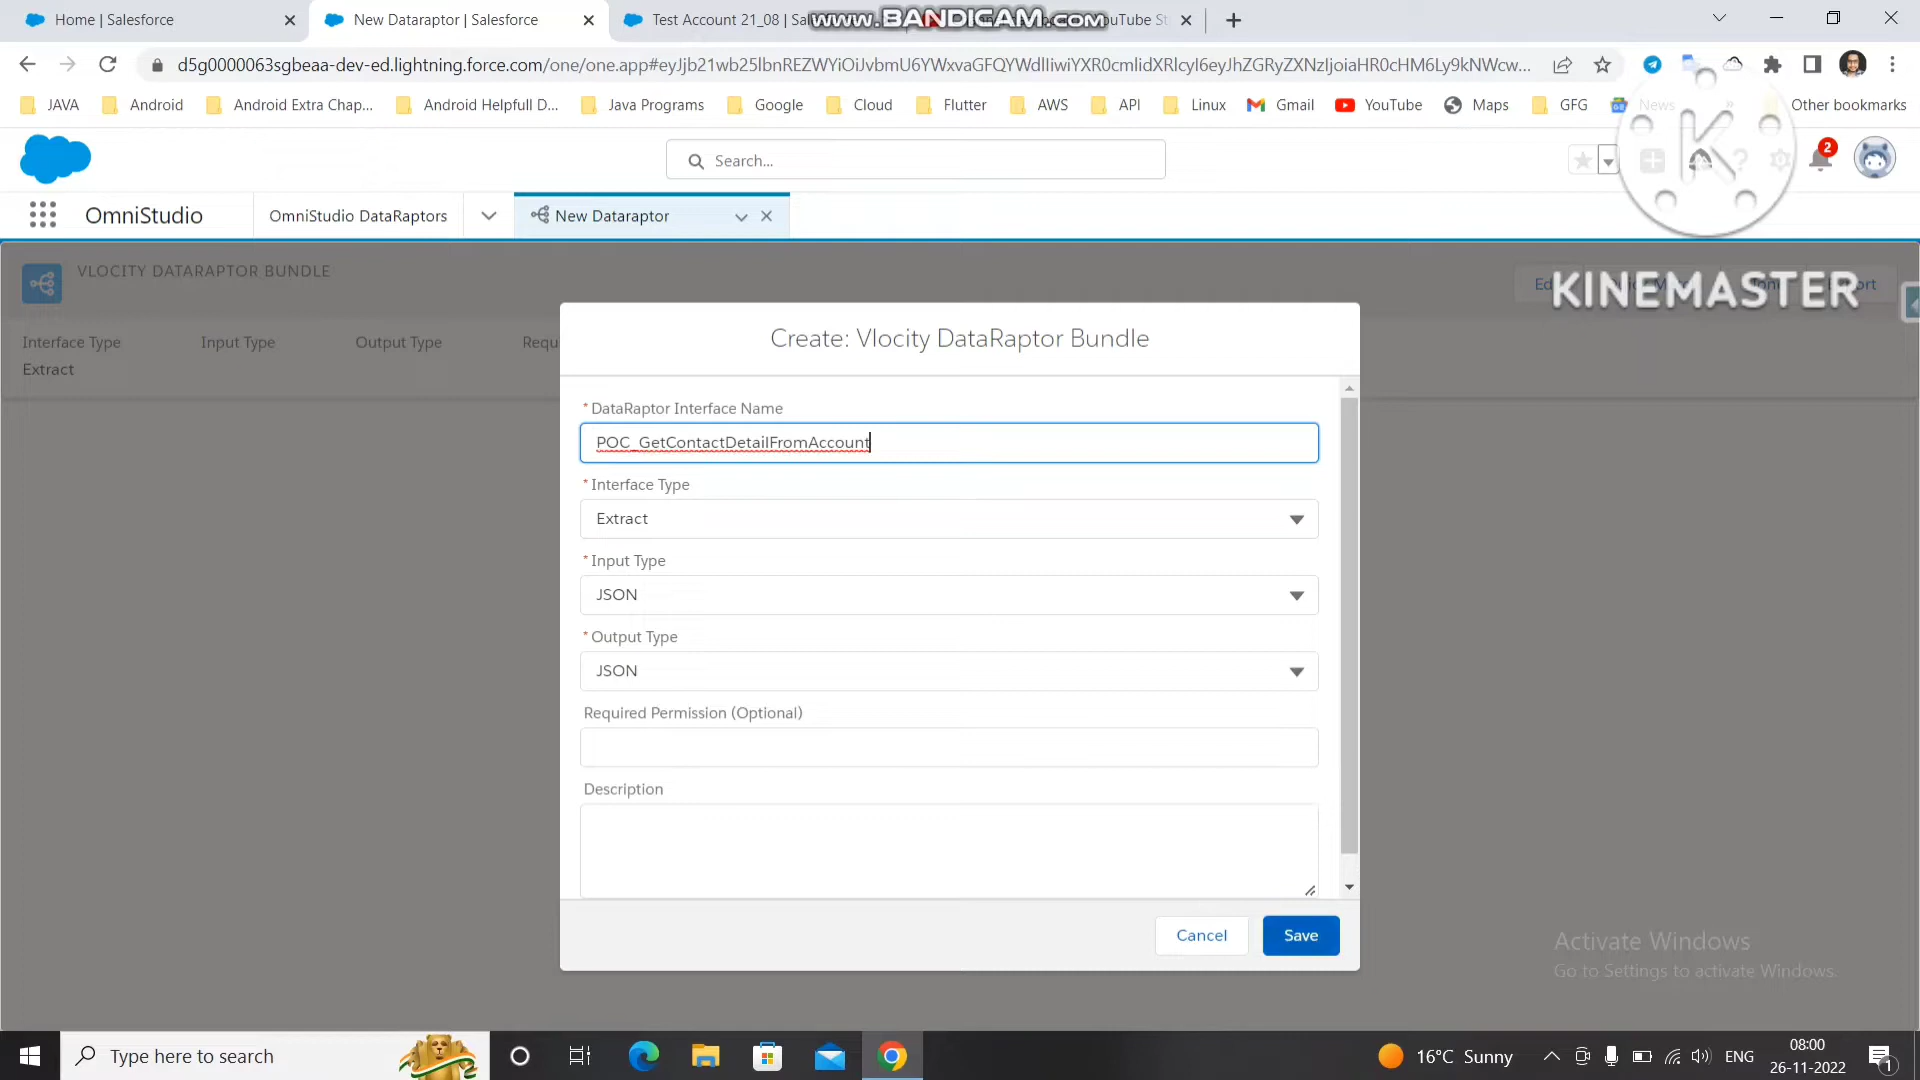 Home | Salesforce
New Dataraptor | Salesforce
Test Account 21_08 | Sal
YouTube St
www.BANDICAM.com
d5g0000063sgbeaa-dev-ed.lightning.force.com/one/one.app#eyJjb21wb25lbnREZWYiOiJvbmU6YWxvaGFQYWdlIiwiYXR0cmlidXRlcyI6eyJhZGRyZXNzIjoiaHR0cHM6Ly9kNWcw...
JAVA
Android
Android Extra Chap...
Android Helpfull D...
Java Programs
Google
Cloud
Flutter
AWS
API
Linux
Gmail
YouTube
Maps
GFG
News
Other bookmarks
Search...
2
K
OmniStudio
OmniStudio DataRaptors
New Dataraptor
VLOCITY DATARAPTOR BUNDLE
KINEMASTER
Interface Type
Input Type
Output Type
Requ
Extract
Create: Vlocity DataRaptor Bundle
*DataRaptor Interface Name
POC_GetContactDetailFromAccount
*Interface Type
Extract
*Input Type
JSON
*Output Type
JSON
Required Permission (Optional)
Description
Cancel
Save
Activate Windows
Go to Settings to activate Windows.
Type here to search
16°C Sunny
ENG
08:00
26-11-2022
1